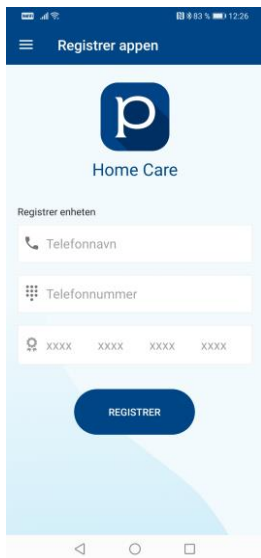 83 % 12:26
Registrer appen
p
Home Care
Registrer enheten
Telefonnavn
Telefonnummer
xxxx xxxx xxxx xxxx
REGISTRER